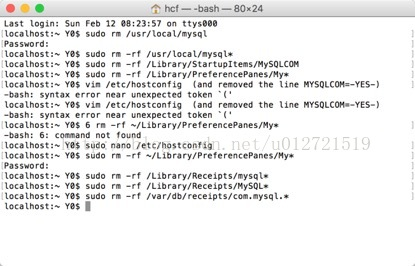 hcf — -bash — 80×24
Last login: Sun Feb 12 08:23:57 on ttys000
[localhost:~ Y0$ sudo rm /usr/local/mysql ]
Password:
[localhost:~ Y0$ sudo rm -rf /usr/local/mysql* ]
[localhost:~ Y0$ sudo rm -rf /Library/StartupItems/MySQLCOM ]
[localhost:~ Y0$ sudo rm -rf /Library/PreferencePanes/My* ]
[localhost:~ Y0$ vim /etc/hostconfig  (and removed the line MYSQLCOM=-YES-) ]
-bash: syntax error near unexpected token `('
[localhost:~ Y0$ vim /etc/hostconfig  (and removed the line MYSQLCOM=-YES-) ]
-bash: syntax error near unexpected token `('
[localhost:~ Y0$ 6 rm -rf ~/Library/PreferencePanes/My* ]
-bash: 6: command not found
[localhost:~ Y0$ sudo nano /etc/hostconfig ]
[localhost:~ Y0$ sudo rm -rf ~/Library/PreferencePanes/My* ]
Password:
[localhost:~ Y0$ sudo rm -rf /Library/Receipts/mysql* ]
[localhost:~ Y0$ sudo rm -rf /Library/Receipts/MySQL* ]
[localhost:~ Y0$ sudo rm -rf /var/db/receipts/com.mysql.* ]
localhost:~ Y0$